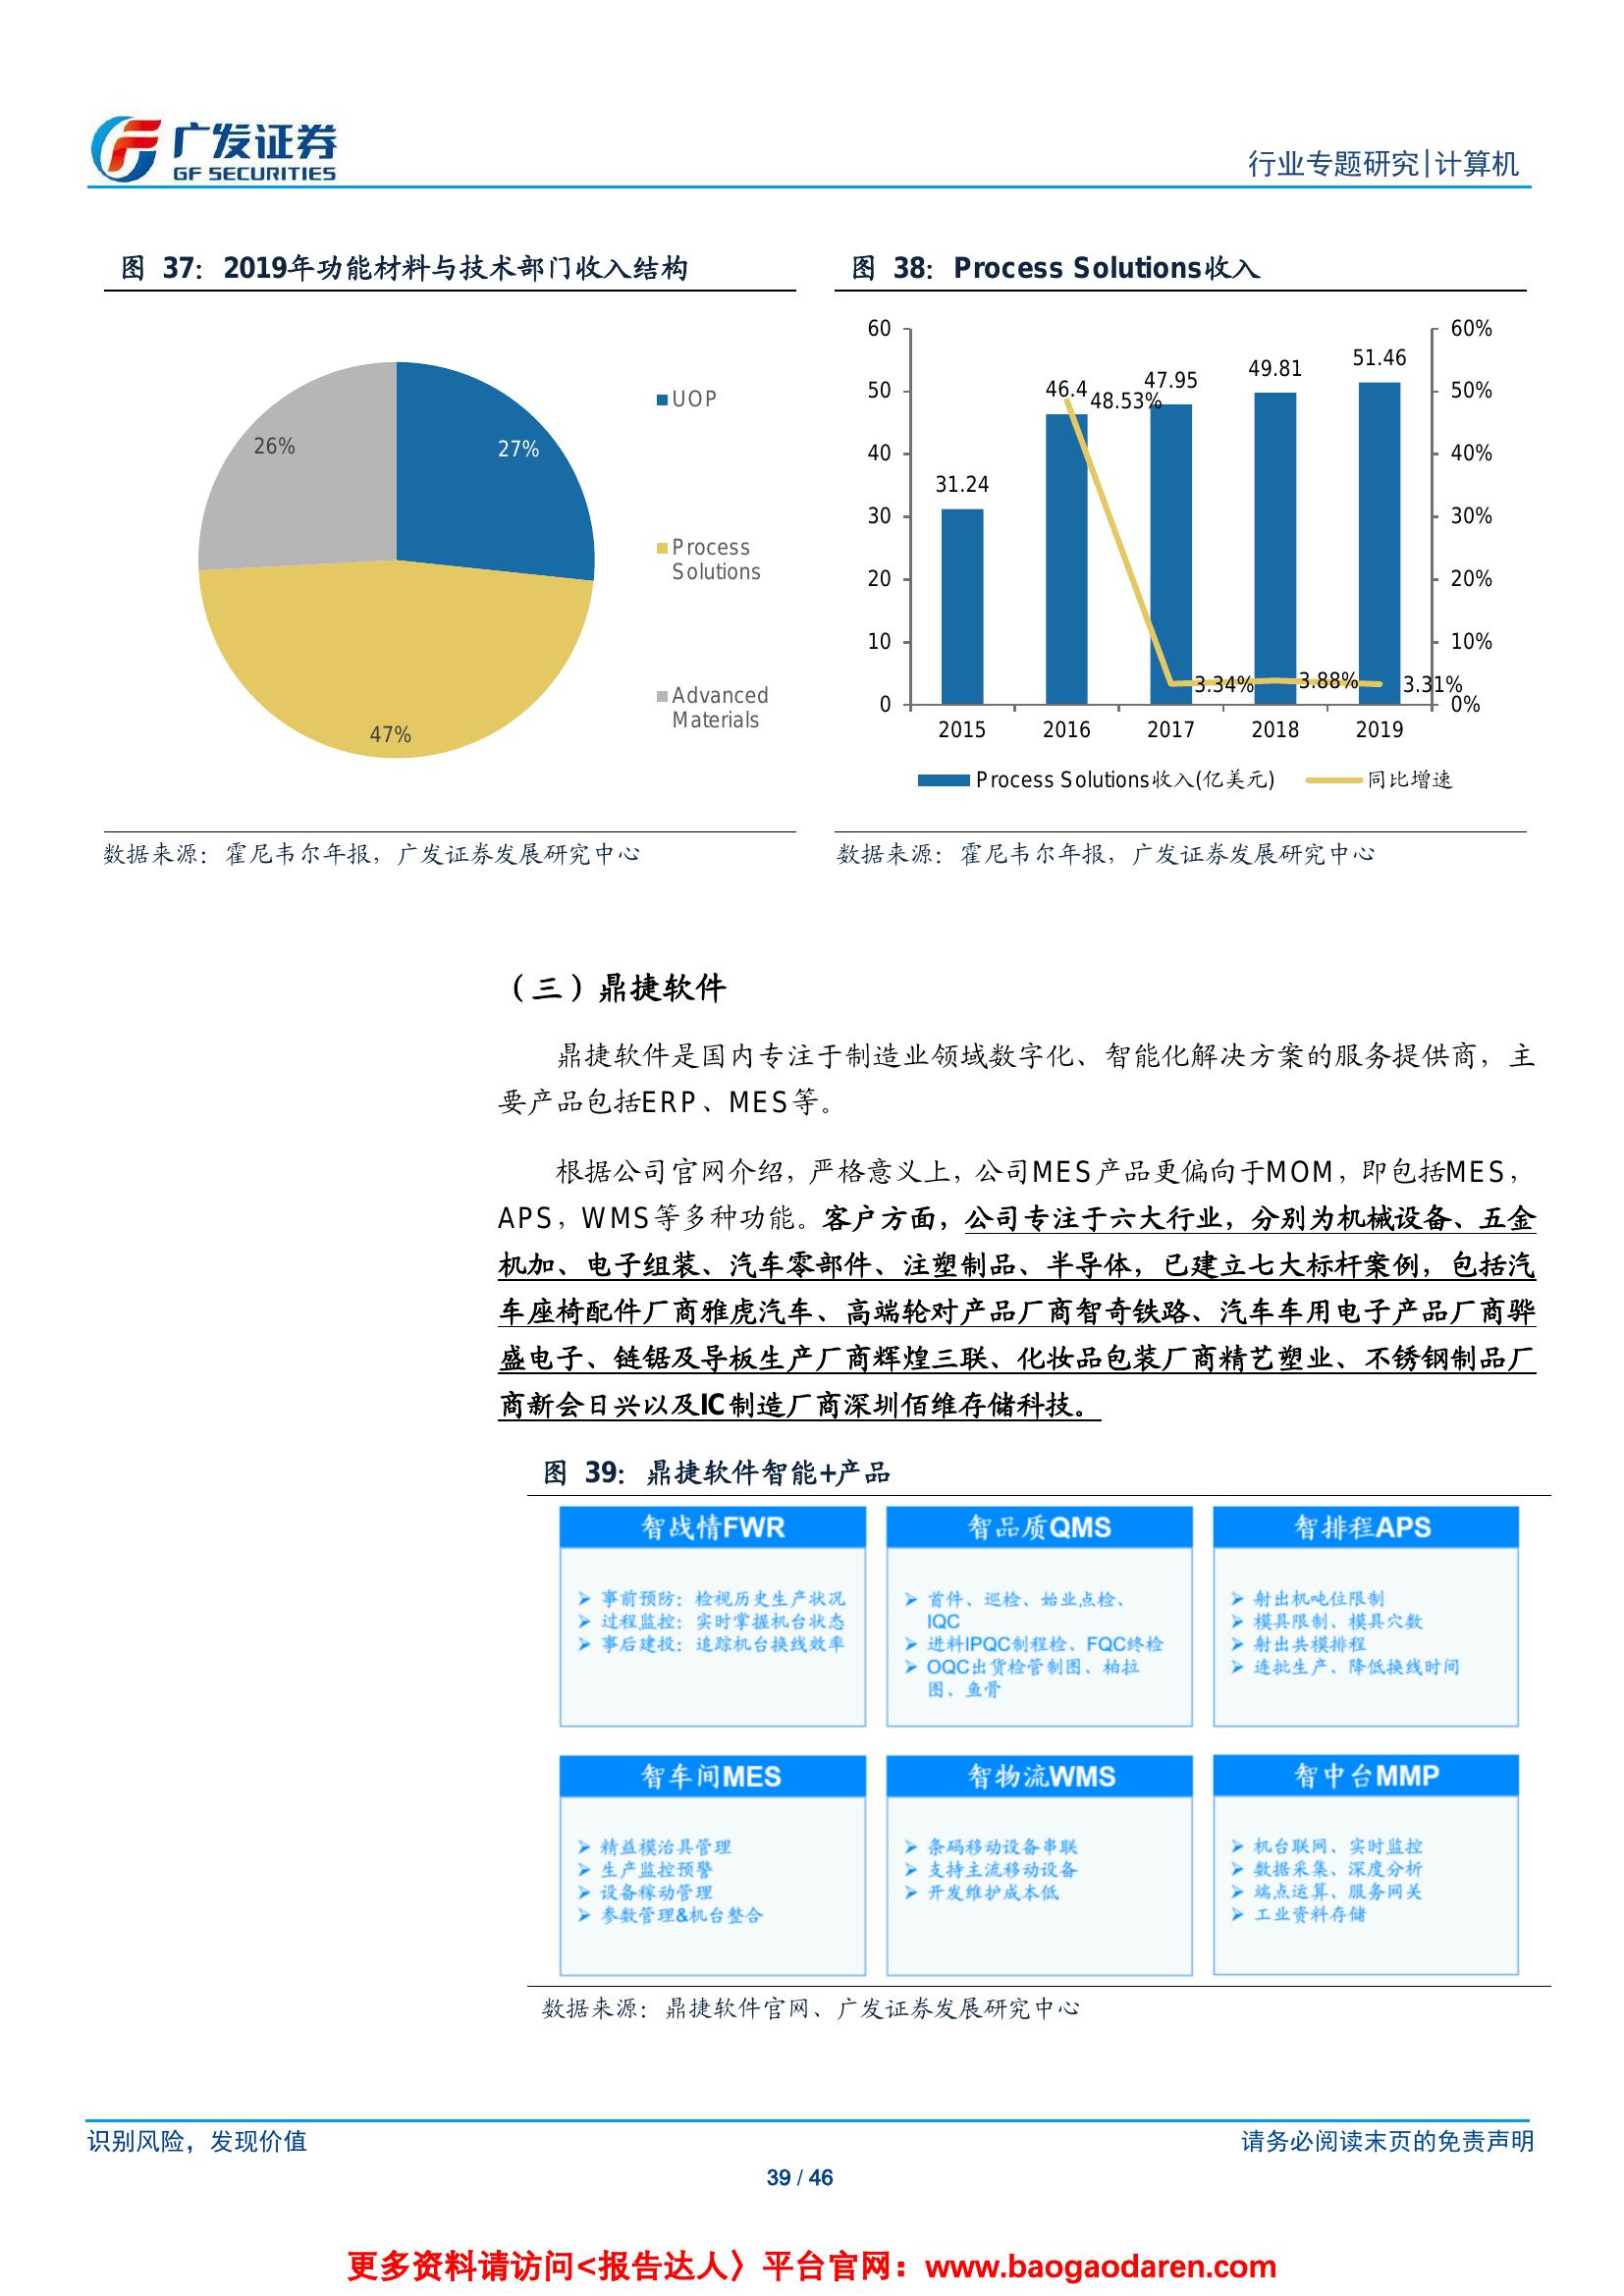 广发证券
GF SECURITIES
行业专题研究|计算机
图 37：2019年功能材料与技术部门收入结构
26%
27%
47%
UOP
Process
Solutions
Advanced
Materials
数据来源：霍尼韦尔年报，广发证券发展研究中心
图 38：Process Solutions收入
60
50
40
30
20
10
0
60%
50%
40%
30%
20%
10%
0%
31.24
46.4
47.95
49.81
51.46
48.53%
3.34%
3.88%
3.31%
2015 2016 2017 2018 2019
Process Solutions收入(亿美元) 同比增速
数据来源：霍尼韦尔年报，广发证券发展研究中心
（三）鼎捷软件
鼎捷软件是国内专注于制造业领域数字化、智能化解决方案的服务提供商，主
要产品包括ERP、MES等。
根据公司官网介绍，严格意义上，公司MES产品更偏向于MOM，即包括MES，
APS，WMS等多种功能。客户方面，公司专注于六大行业，分别为机械设备、五金
机加、电子组装、汽车零部件、注塑制品、半导体，已建立七大标杆案例，包括汽
车座椅配件厂商雅虎汽车、高端轮对产品厂商智奇铁路、汽车车用电子产品厂商骅
盛电子、链锯及导板生产厂商辉煌三联、化妆品包装厂商精艺塑业、不锈钢制品厂
商新会日兴以及IC制造厂商深圳佰维存储科技。
图 39：鼎捷软件智能+产品
智战情FWR
事前预防：检视历史生产状况
过程监控：实时掌握机台状态
事后建投：追踪机台换线效率
智品质QMS
首件、巡检、始业点检、
IQC
进料IPQC制程检、FQC终检
OQC出货检管制图、柏拉
图、鱼骨
智排程APS
射出机吨位限制
模具限制、模具穴数
射出共模排程
连批生产、降低换线时间
智车间MES
精益模治具管理
生产监控预警
设备稼动管理
参数管理&机台整合
智物流WMS
条码移动设备串联
支持主流移动设备
开发维护成本低
智中台MMP
机台联网、实时监控
数据采集、深度分析
端点运算、服务网关
工业资料存储
数据来源：鼎捷软件官网、广发证券发展研究中心
识别风险，发现价值
请务必阅读末页的免责声明
39 / 46
更多资料请访问<报告达人〉平台官网：www.baogaodaren.com